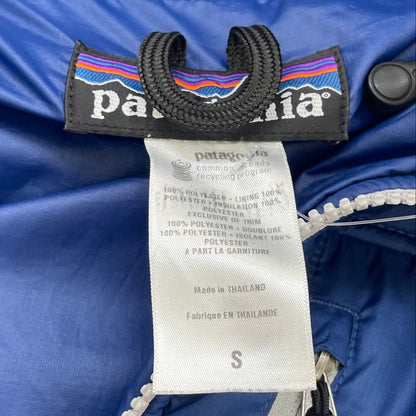 patagonia®
patagonia
common threads
recycling program
100% POLYESTER • LINING 100%
POLYESTER • INSULATION 100%
POLYESTER
EXCLUSIVE OF TRIM
100% POLYESTER • DOUBLURE
100% POLYESTER • ISOLANT 100%
POLYESTER
À PART LA GARNITURE
Made in THAILAND
Fabriqué EN THAÏLANDE
S